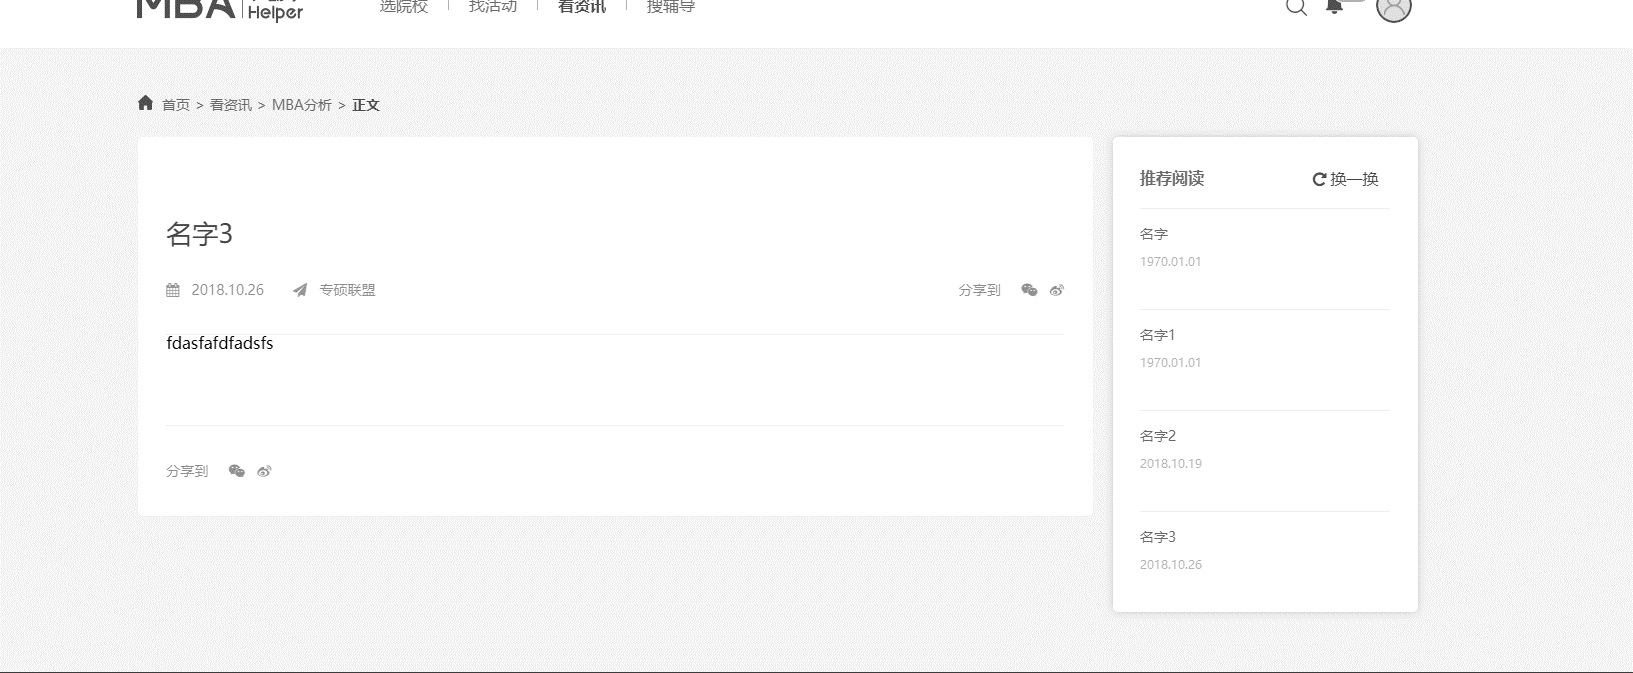 MBA Helper
选院校 找活动 看资讯 搜辅导
首页 > 看资讯 > MBA分析 > 正文
名字3
2018.10.26 专硕联盟 分享到
fdasfafdfadsfs
分享到
推荐阅读 换一换
名字
1970.01.01
名字1
1970.01.01
名字2
2018.10.19
名字3
2018.10.26